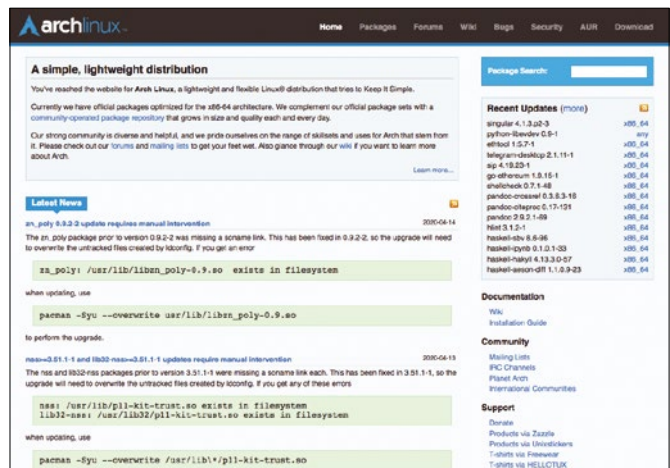 archlinux
Home Packages Forums Wiki Bugs Security AUR Download
A simple, lightweight distribution
You've reached the website for Arch Linux, a lightweight and flexible Linux® distribution that tries to Keep It Simple.
Currently we have official packages optimized for the x86-64 architecture. We complement our official package sets with a
community-operated package repository that grows in size and quality each and every day.
Our strong community is diverse and helpful, and we pride ourselves on the range of skillsets and uses for Arch that stem from
it. Please check out our forums and mailing lists to get your feet wet. Also glance through our wiki if you want to learn more
about Arch.
Learn more...
Latest News
zn_poly 0.9.2-2 update requires manual intervention 2020-04-14
The zn_poly package prior to version 0.9.2-2 was missing a soname link. This has been fixed in 0.9.2-2, so the upgrade will need
to overwrite the untracked files created by ldconfig. If you get an error
zn_poly: /usr/lib/libzn_poly-0.9.so exists in filesystem
when updating, use
pacman -Syu --overwrite usr/lib/libzn_poly-0.9.so
to perform the upgrade.
nss>=3.51.1-1 and lib32-nss>=3.51.1-1 updates require manual intervention 2020-04-13
The nss and lib32-nss packages prior to version 3.51.1-1 were missing a soname link each. This has been fixed in 3.51.1-1, so the
upgrade will need to overwrite the untracked files created by ldconfig. If you get any of these errors
nss: /usr/lib/p11-kit-trust.so exists in filesystem
lib32-nss: /usr/lib32/p11-kit-trust.so exists in filesystem
when updating, use
pacman -Syu --overwrite /usr/lib\*/p11-kit-trust.so
Package Search:
Recent Updates (more)
singular 4.1.3.p2-3 x86_64
python-libevdev 0.9-1 any
ethtool 1:5.7-1 x86_64
telegram-desktop 2.1.11-1 x86_64
sip 4.19.23-1 x86_64
go-ethereum 1.9.15-1 x86_64
shellcheck 0.7.1-48 x86_64
pandoc-crossref 0.3.6.3-16 x86_64
pandoc-citeproc 0.17-131 x86_64
pandoc 2.9.2.1-69 x86_64
hlint 3.1.2-1 x86_64
haskell-sbv 8.6-96 x86_64
haskell-ipynb 0.1.0.1-33 x86_64
haskell-hakyll 4.13.3.0-57 x86_64
haskell-aeson-diff 1.1.0.9-23 x86_64
Documentation
Wiki
Installation Guide
Community
Mailing Lists
IRC Channels
Planet Arch
International Communities
Support
Donate
Products via Zazzle
Products via Unixstickers
T-shirts via Freewear
T-shirts via HELLOTUX